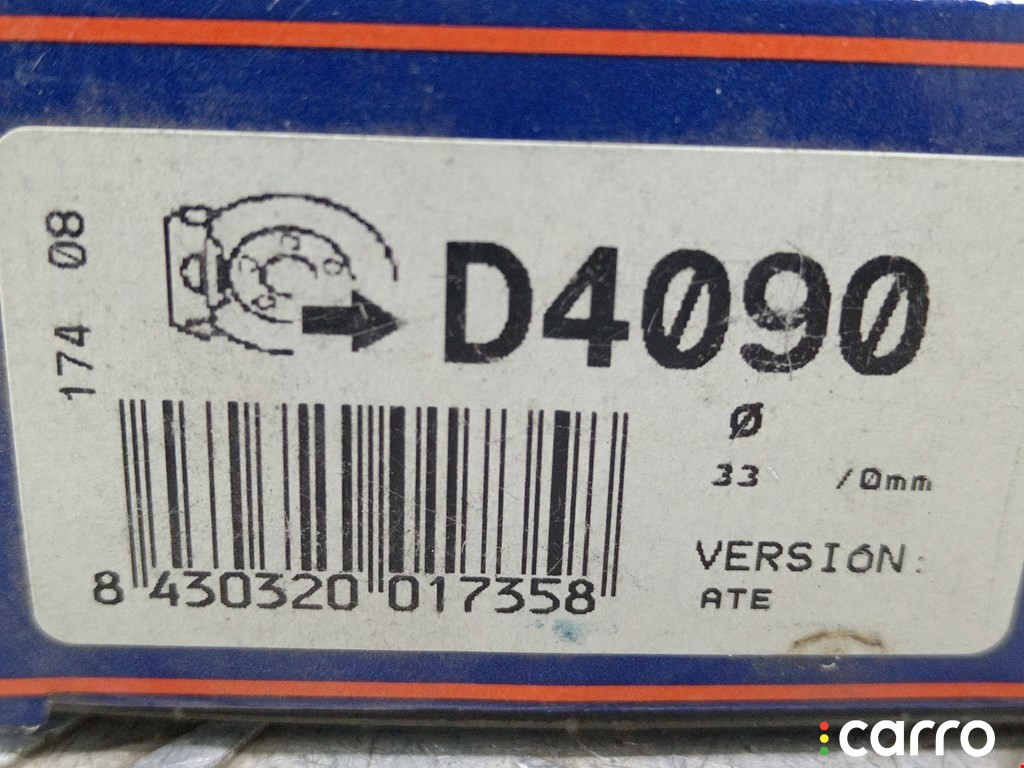 174 08
D4090
Ø
33 /0mm
VERSIÓN:
ATE
8 430320 017358
carro